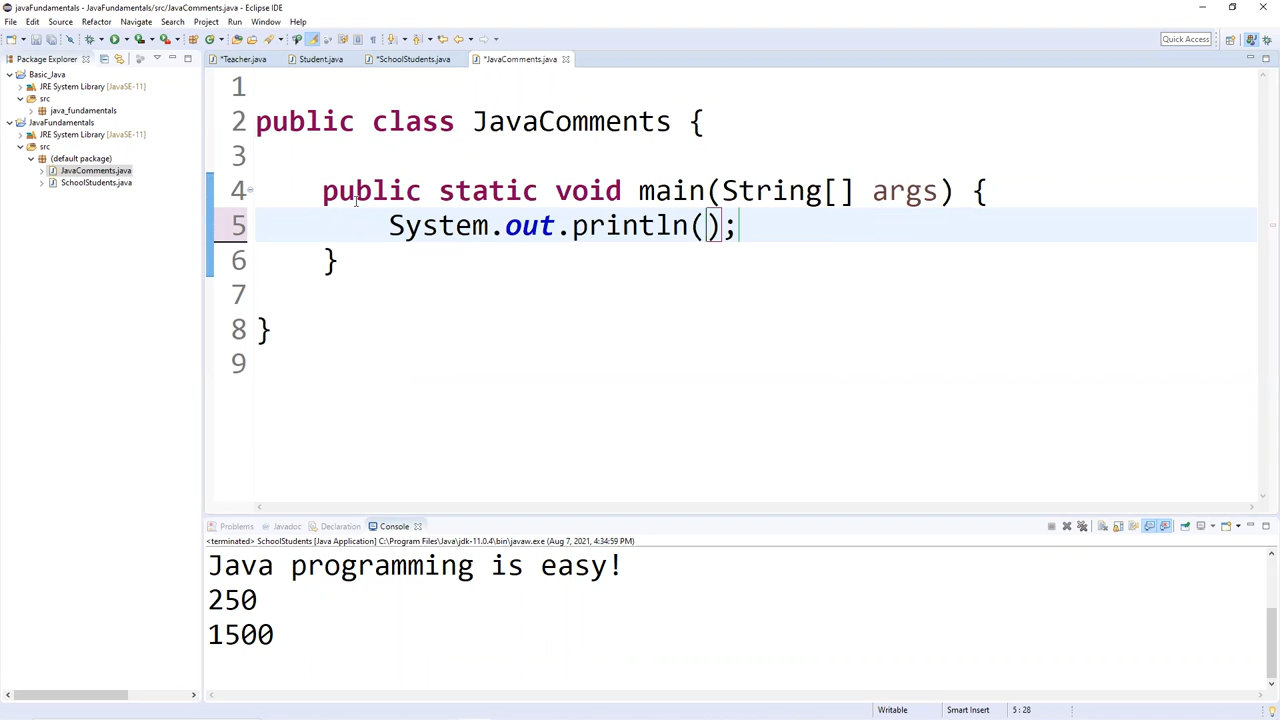 javaFundamentals - JavaFundamentals/src/JavaComments.java - Eclipse IDE
File Edit Source Refactor Navigate Search Project Run Window Help
Quick Access
Package Explorer
*Teacher.java Student.java *SchoolStudents.java *JavaComments.java
Basic_Java
JRE System Library [JavaSE-11]
src
java_fundamentals
JavaFundamentals
JRE System Library [JavaSE-11]
src
(default package)
JavaComments.java
SchoolStudents.java
1
2 public class JavaComments {
3
4 public static void main(String[] args) {
5 System.out.println();
6 }
7
8 }
9
Problems Javadoc Declaration Console
<terminated> SchoolStudents [Java Application] C:\Program Files\Java\jdk-11.0.4\bin\javaw.exe (Aug 7, 2021, 4:34:59 PM)
Java programming is easy!
250
1500
Writable Smart Insert 5 : 28